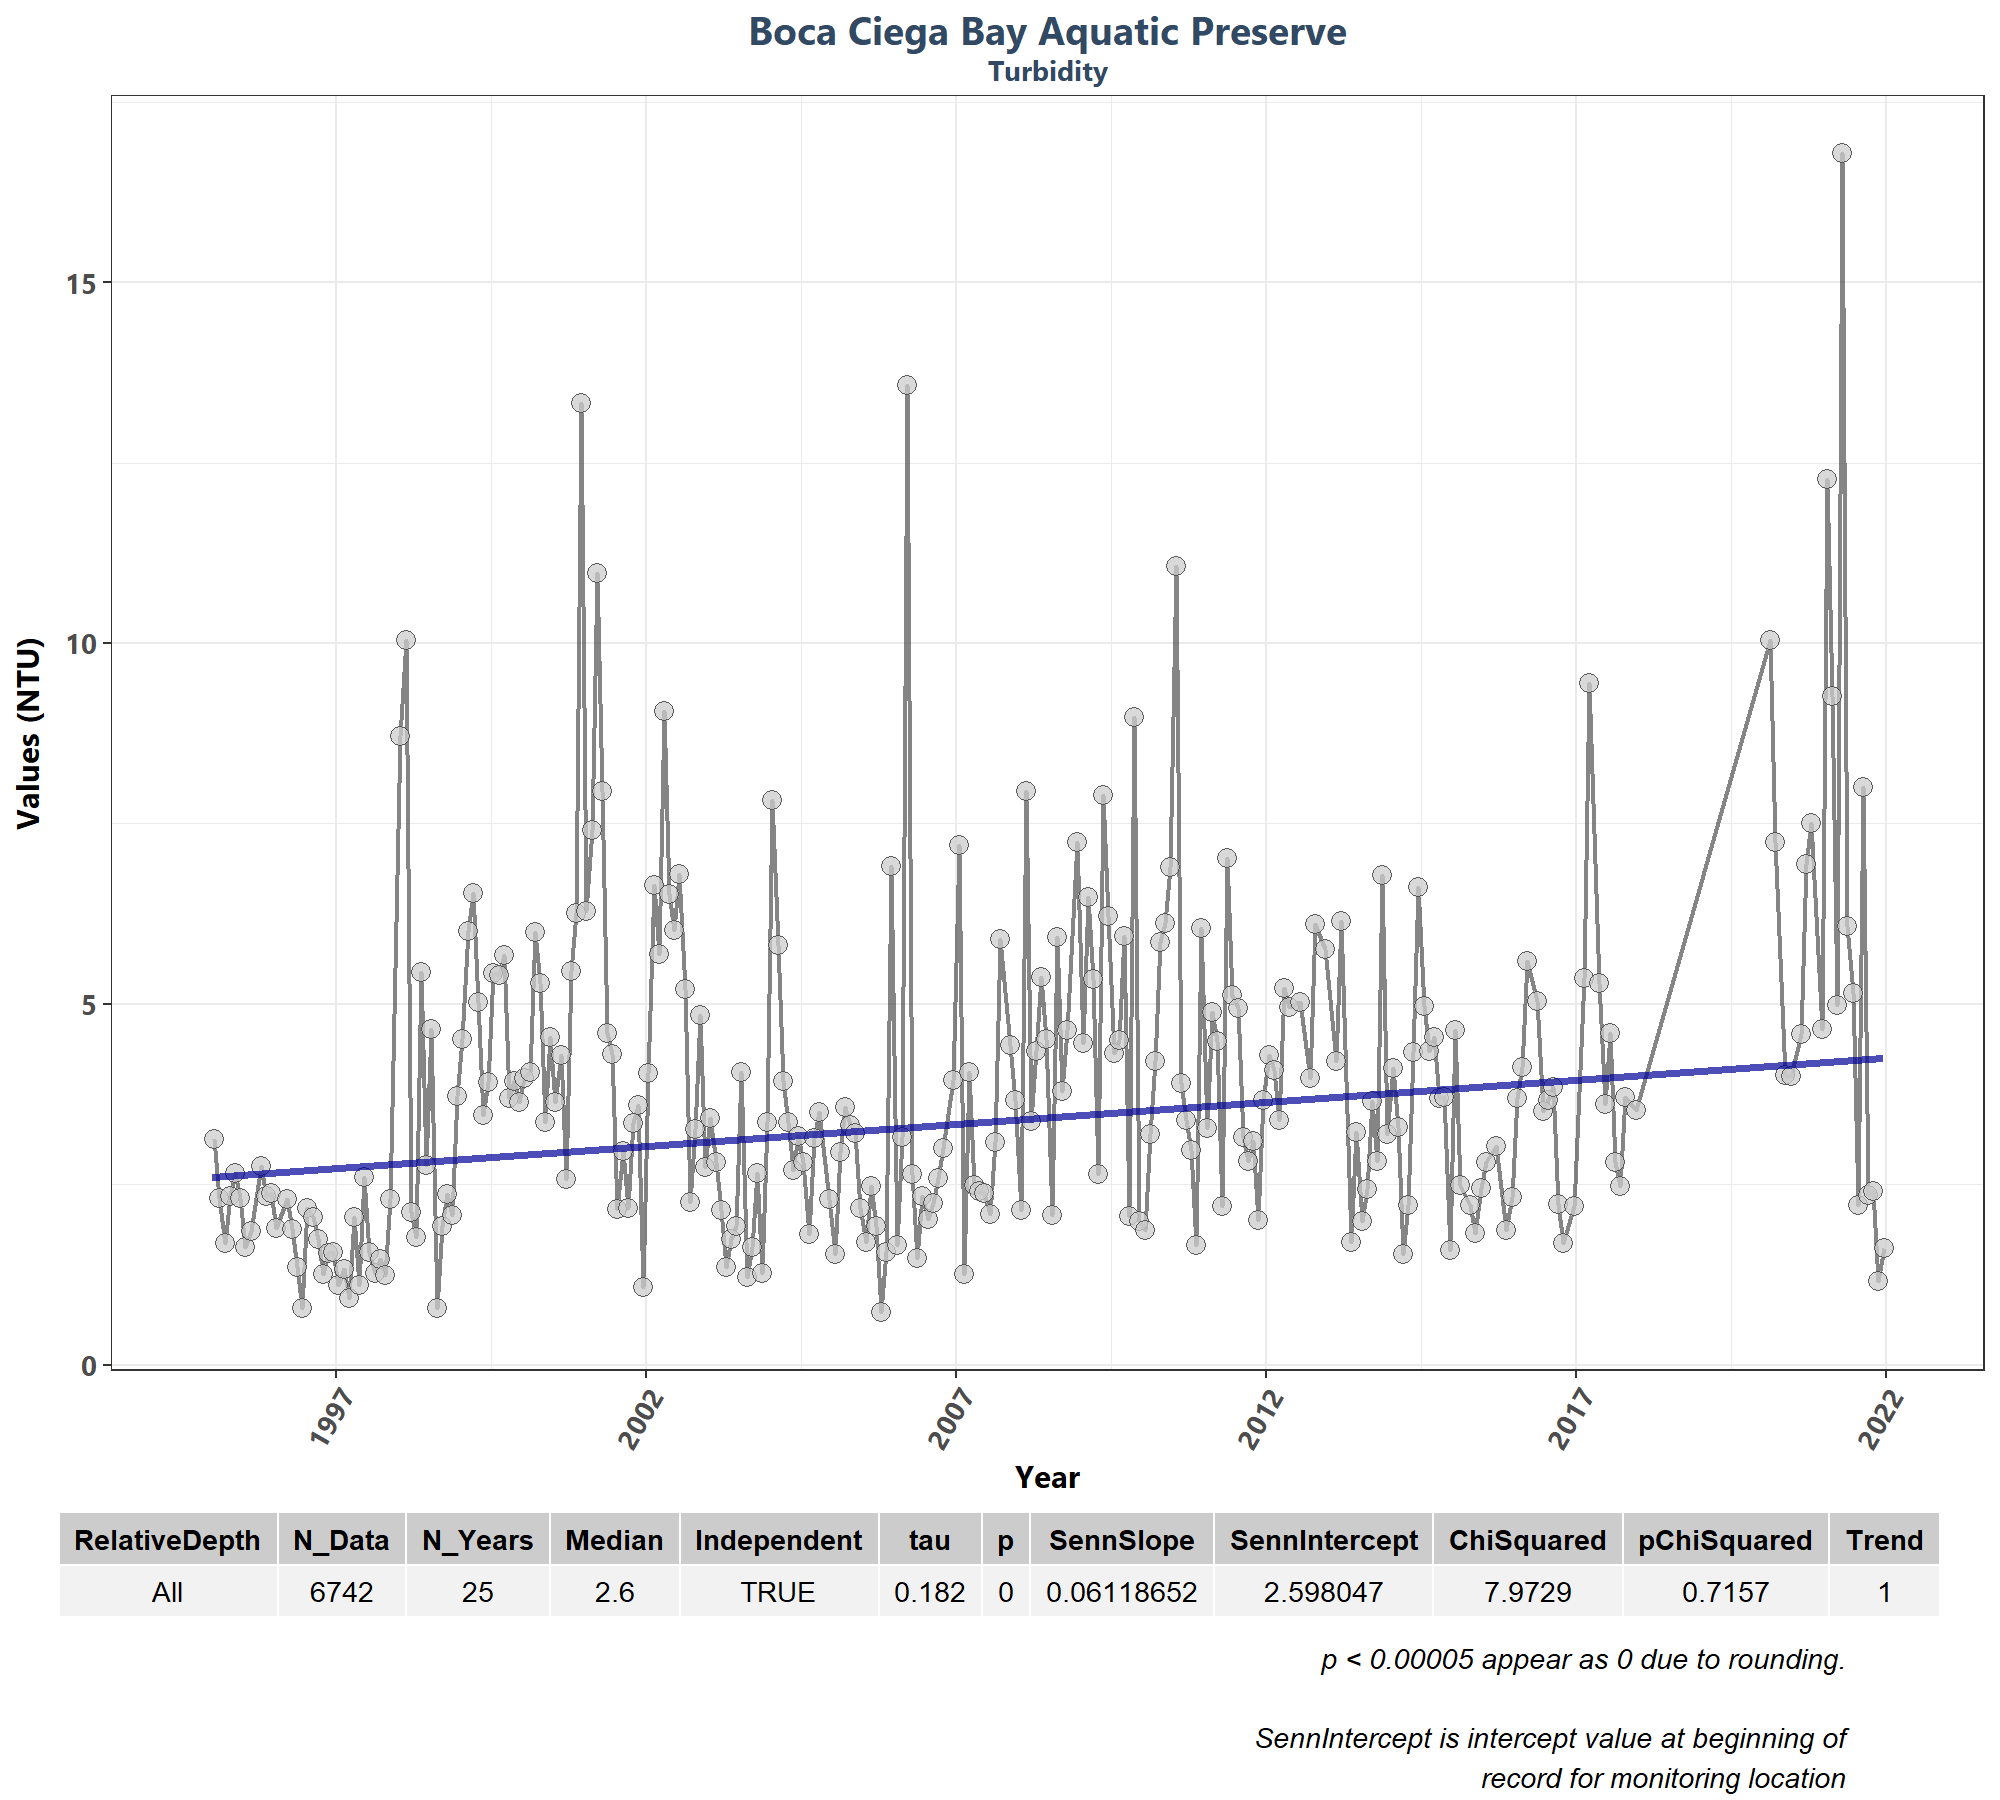 Boca Ciega Bay Aquatic Preserve
Turbidity
Values (NTU)
15
10
5
0
1997 2002 2007 2012 2017 2022
Year
RelativeDepth N_Data N_Years Median Independent tau p SennSlope SennIntercept ChiSquared pChiSquared Trend
All 6742 25 2.6 TRUE 0.182 0 0.06118652 2.598047 7.9729 0.7157 1
p < 0.00005 appear as 0 due to rounding.
SennIntercept is intercept value at beginning of
record for monitoring location